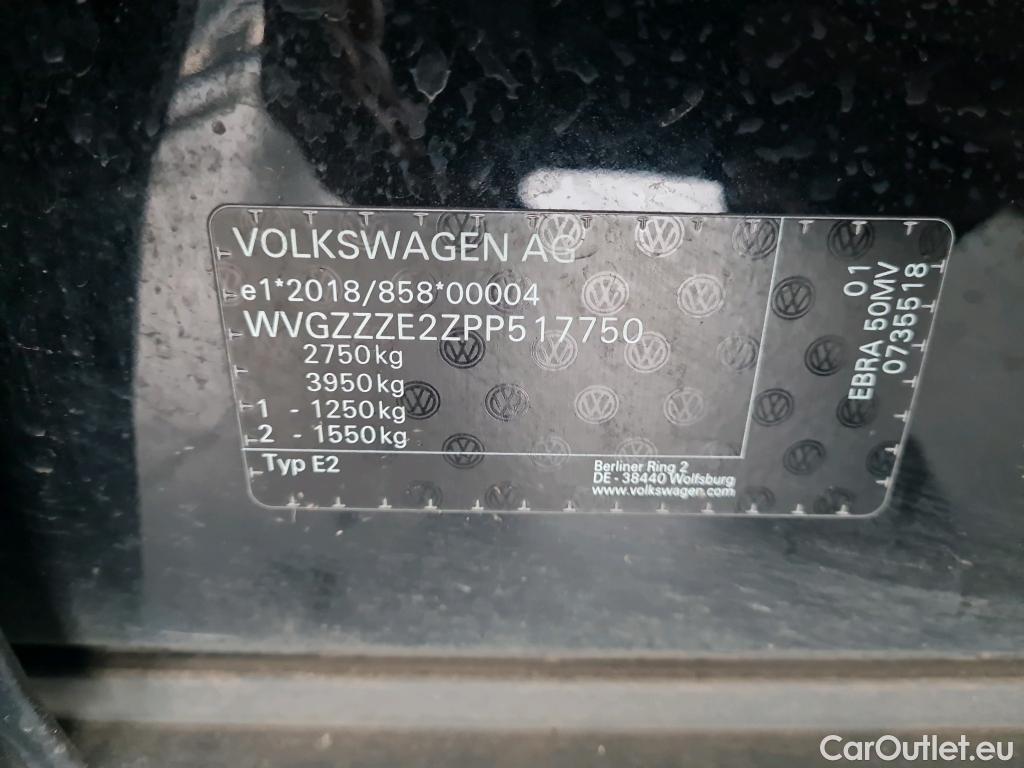 VOLKSWAGEN AG
e1*2018/858*00004
WVGZZZE2ZPP517750
2750kg
3950kg
1 - 1250kg
2 - 1550kg
Typ E2
Berliner Ring 2
DE - 38440 Wolfsburg
www.volkswagen.com
01
EBRA 50MV
0735518
CarOutlet.eu